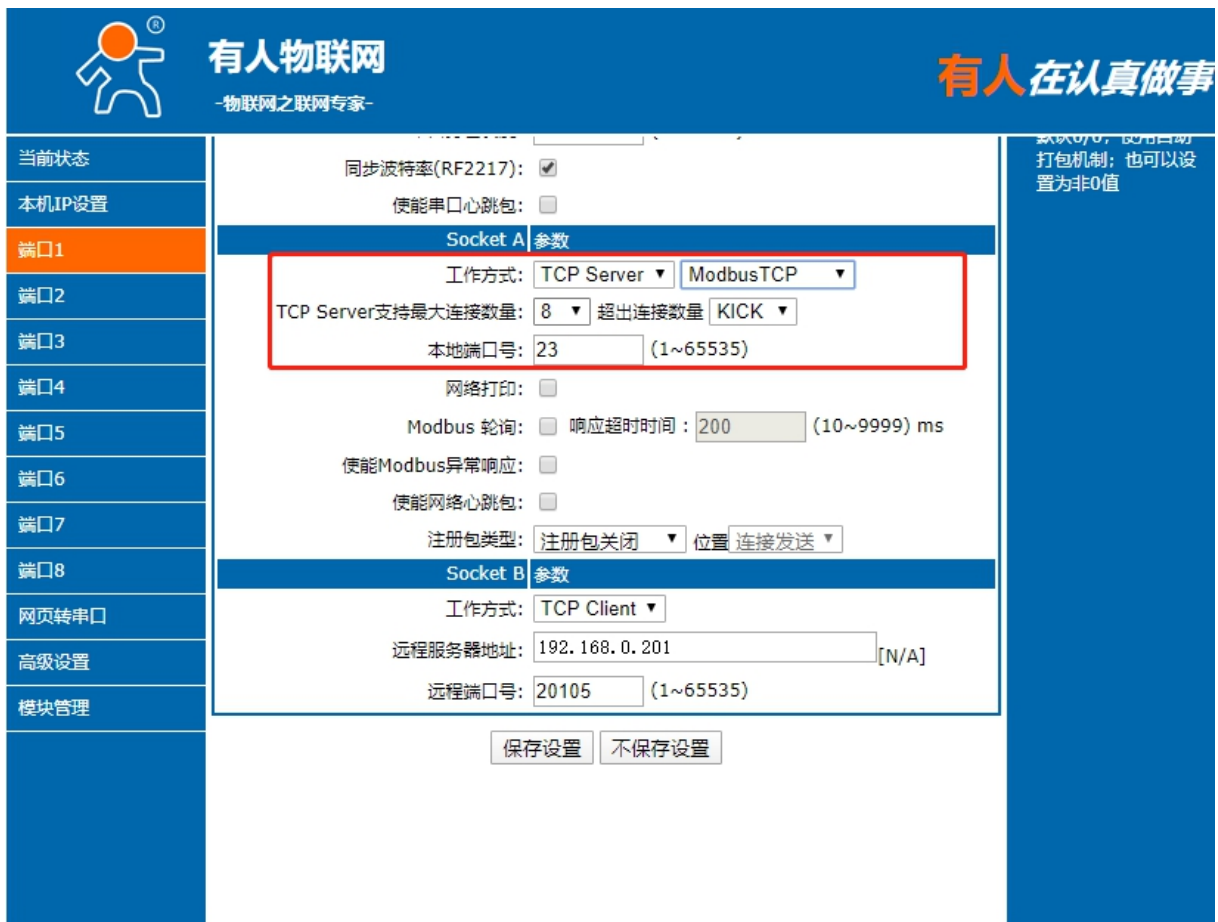 ®
有人物联网
-物联网之联网专家-
有人在认真做事
当前状态
本机IP设置
端口1
端口2
端口3
端口4
端口5
端口6
端口7
端口8
网页转串口
高级设置
模块管理
同步波特率(RF2217):
使能串口心跳包:
Socket A 参数
工作方式: TCP Server ▼ ModbusTCP ▼
TCP Server支持最大连接数量: 8 ▼ 超出连接数量 KICK ▼
本地端口号: 23 (1~65535)
网络打印:
Modbus 轮询: 响应超时时间 : 200 (10~9999) ms
使能Modbus异常响应:
使能网络心跳包:
注册包类型: 注册包关闭 ▼ 位置 连接发送 ▼
Socket B 参数
工作方式: TCP Client ▼
远程服务器地址: 192.168.0.201 [N/A]
远程端口号: 20105 (1~65535)
保存设置 不保存设置
打包机制；也可以设
置为非0值